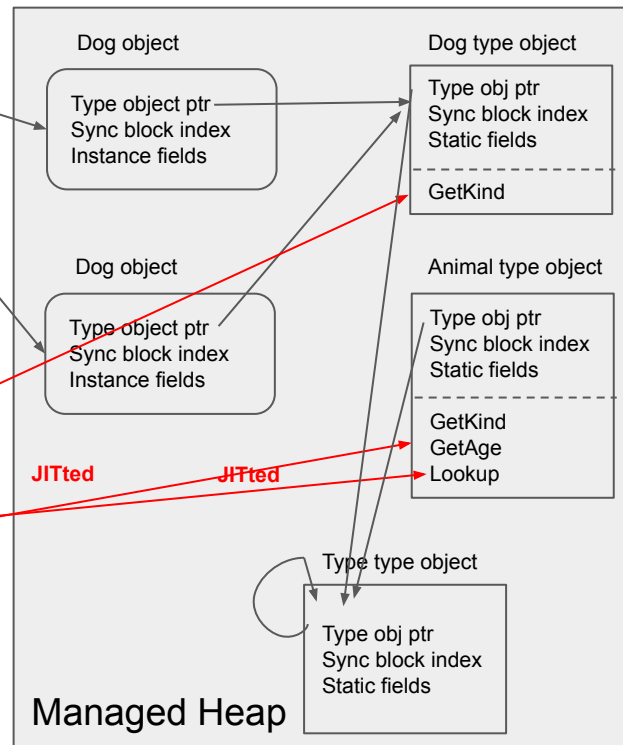 Dog object
Type object ptr
Sync block index
Instance fields
Dog type object
Type obj ptr
Sync block index
Static fields
GetKind
Dog object
Type object ptr
Sync block index
Instance fields
Animal type object
Type obj ptr
Sync block index
Static fields
GetKind
GetAge
Lookup
JITted
JITted
Type type object
Type obj ptr
Sync block index
Static fields
Managed Heap